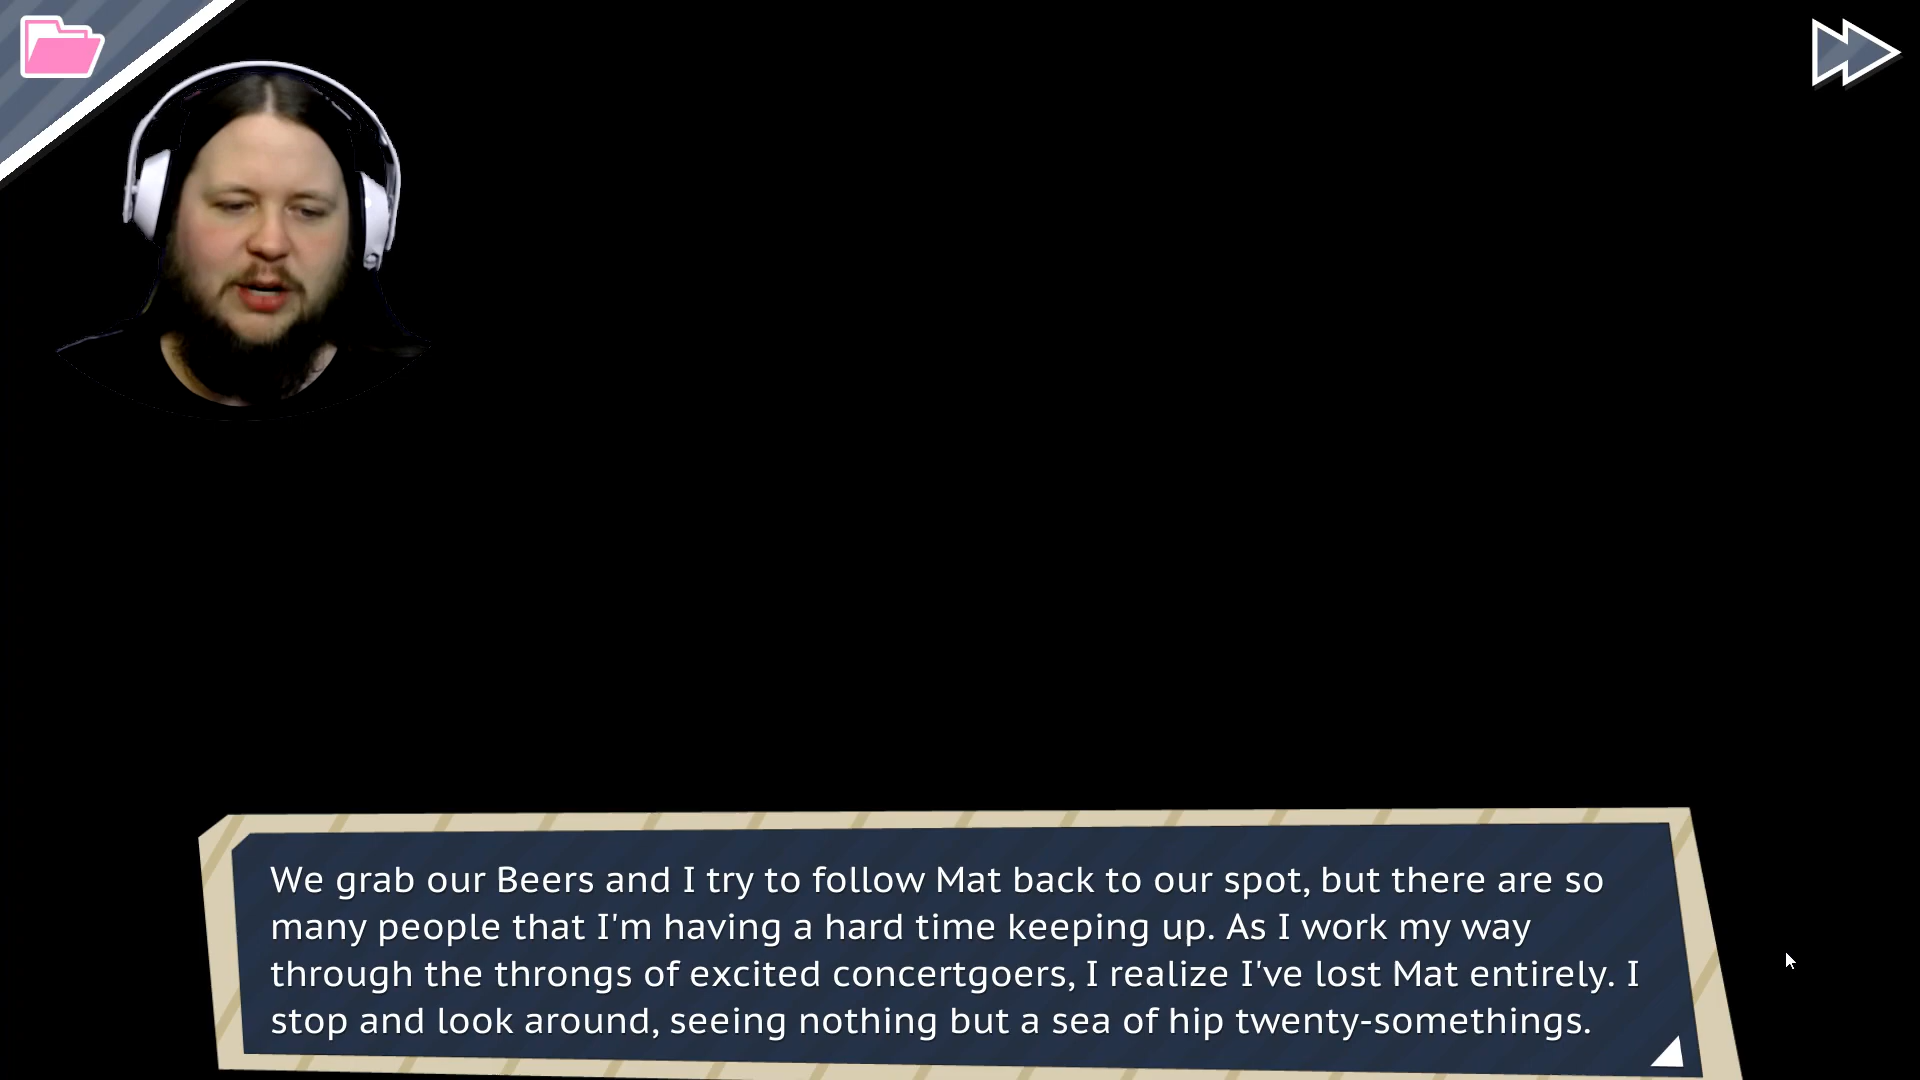 We grab our Beers and I try to follow Mat back to our spot, but there are so
many people that I'm having a hard time keeping up. As I work my way
through the throngs of excited concertgoers, I realize I've lost Mat entirely. I
stop and look around, seeing nothing but a sea of hip twenty-somethings.